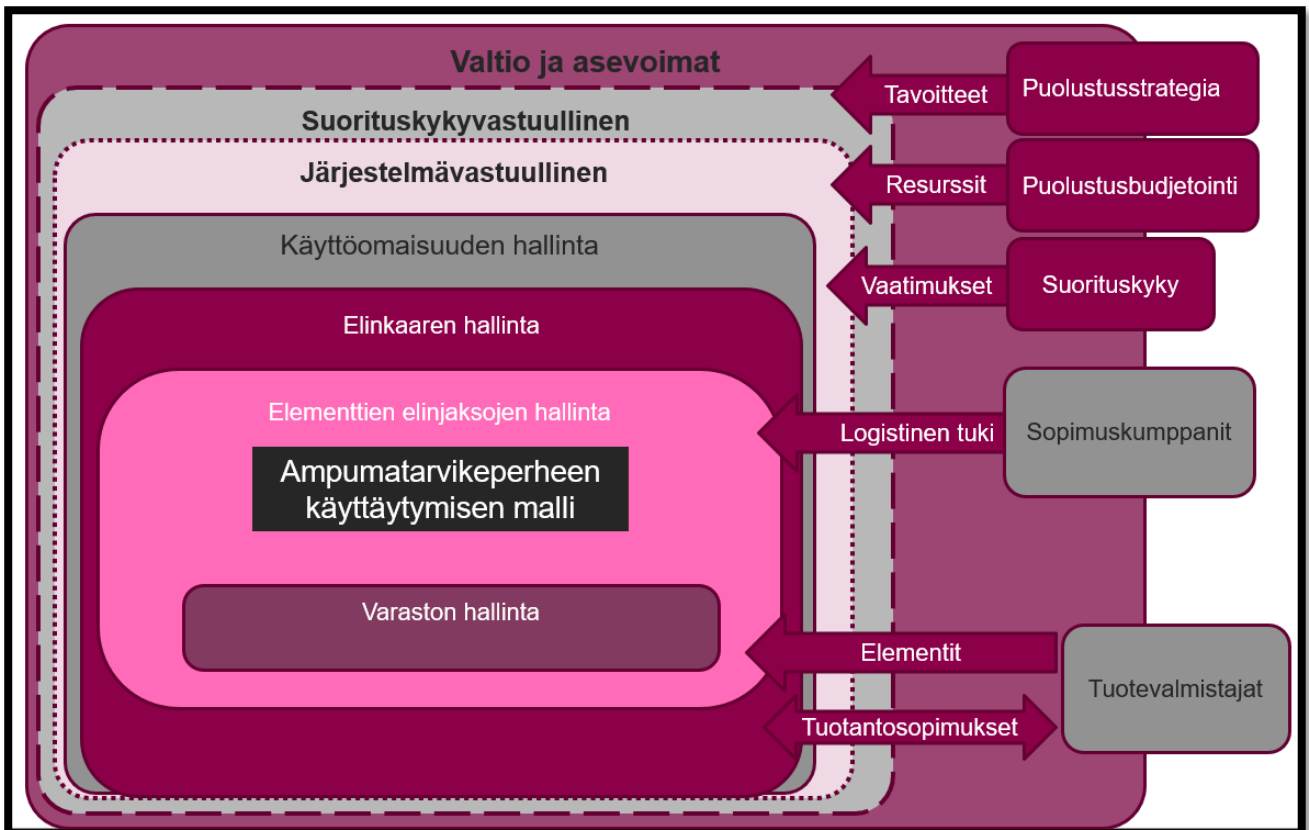 Valtio ja asevoimat
Tavoitteet
Puolustusstrategia
Suorituskykyvastuullinen
Järjestelmävastuullinen
Resurssit
Puolustusbudjetointi
Käyttöomaisuuden hallinta
Vaatimukset
Suorituskyky
Elinkaaren hallinta
Elementtien elinjaksojen hallinta
Logistinen tuki
Sopimuskumppanit
Ampumatarvikeperheen
käyttäytymisen malli
Varaston hallinta
Elementit
Tuotevalmistajat
Tuotantosopimukset